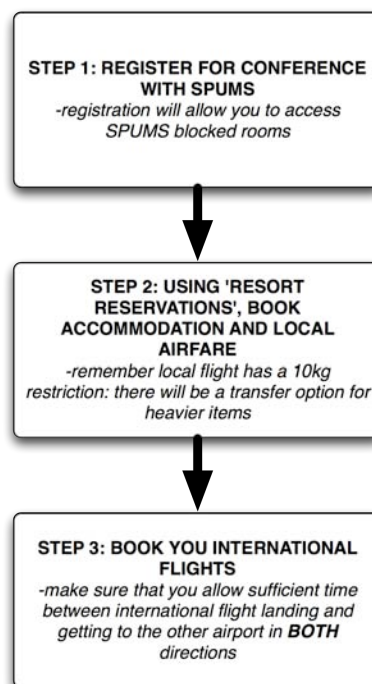 STEP 1: REGISTER FOR CONFERENCE
WITH SPUMS
-registration will allow you to access
SPUMS blocked rooms
STEP 2: USING 'RESORT
RESERVATIONS', BOOK
ACCOMMODATION AND LOCAL
AIRFARE
-remember local flight has a 10kg
restriction: there will be a transfer option for
heavier items
STEP 3: BOOK YOU INTERNATIONAL
FLIGHTS
-make sure that you allow sufficient time
between international flight landing and
getting to the other airport in BOTH
directions